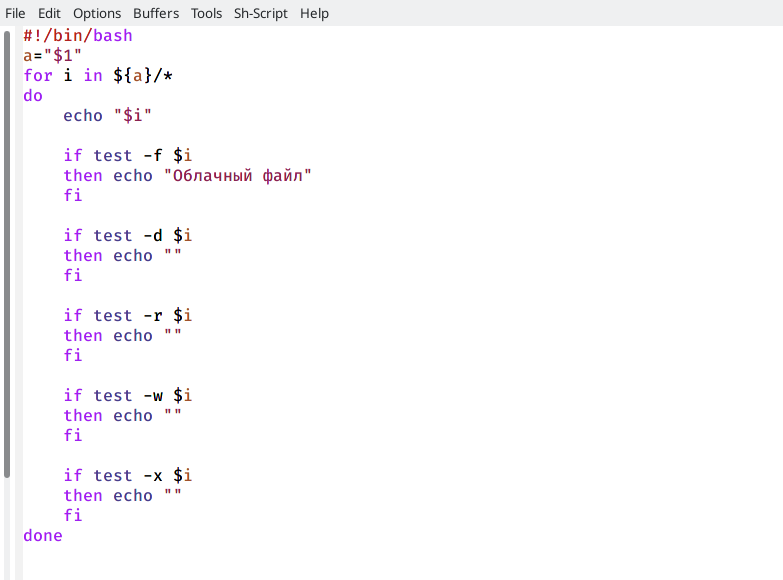 File Edit Options Buffers Tools Sh-Script Help
#!/bin/bash
a="$1"
for i in ${a}/*
do
    echo "$i"

    if test -f $i
    then echo "Облачный файл"
    fi

    if test -d $i
    then echo ""
    fi

    if test -r $i
    then echo ""
    fi

    if test -w $i
    then echo ""
    fi

    if test -x $i
    then echo ""
    fi
done